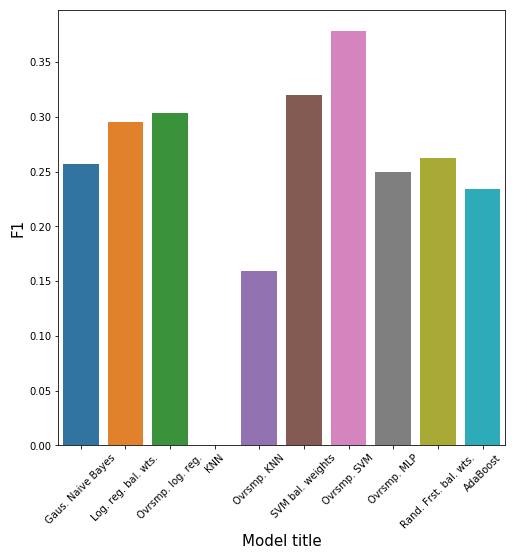 0.35
0.30
0.25
0.20
0.15
0.10
0.05
0.00
F1
Gaus. Naive Bayes
Log. reg. bal. wts.
Ovrsmp. log. reg.
KNN
Ovrsmp. KNN
SVM bal. weights
Ovrsmp. SVM
Ovrsmp. MLP
Rand. Frst. bal. wts.
AdaBoost
Model title